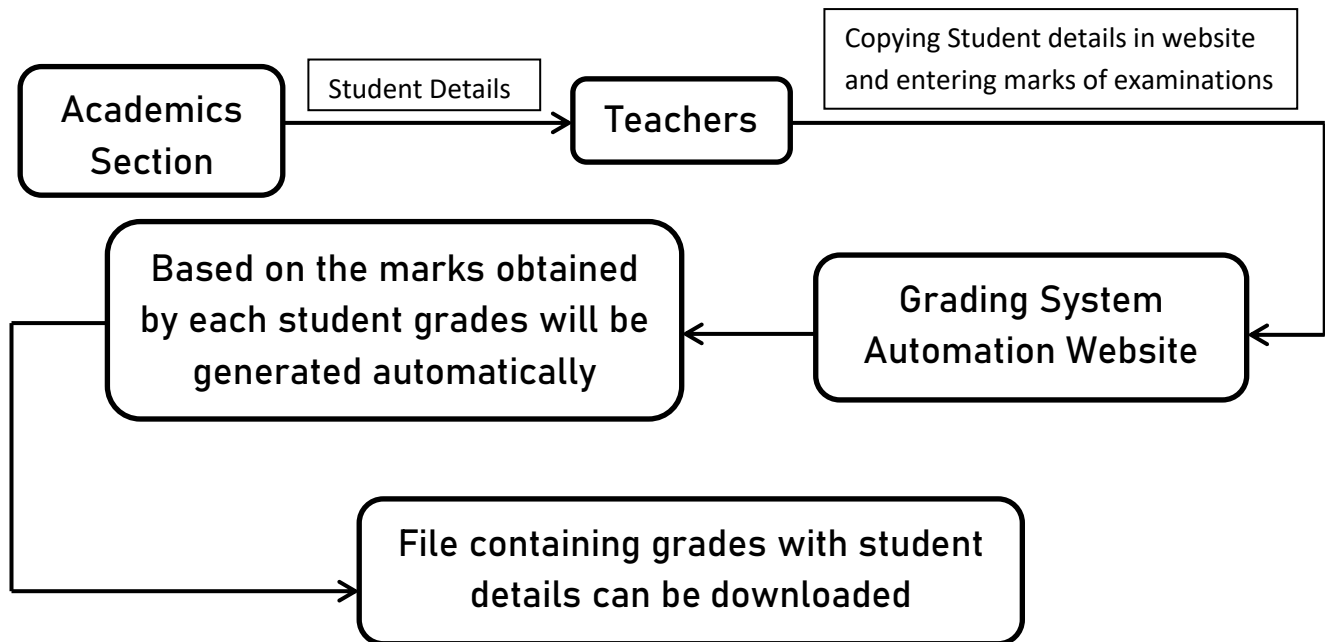 Academics
Section
Student Details
Teachers
Copying Student details in website
and entering marks of examinations
Grading System
Automation Website
Based on the marks obtained
by each student grades will be
generated automatically
File containing grades with student
details can be downloaded